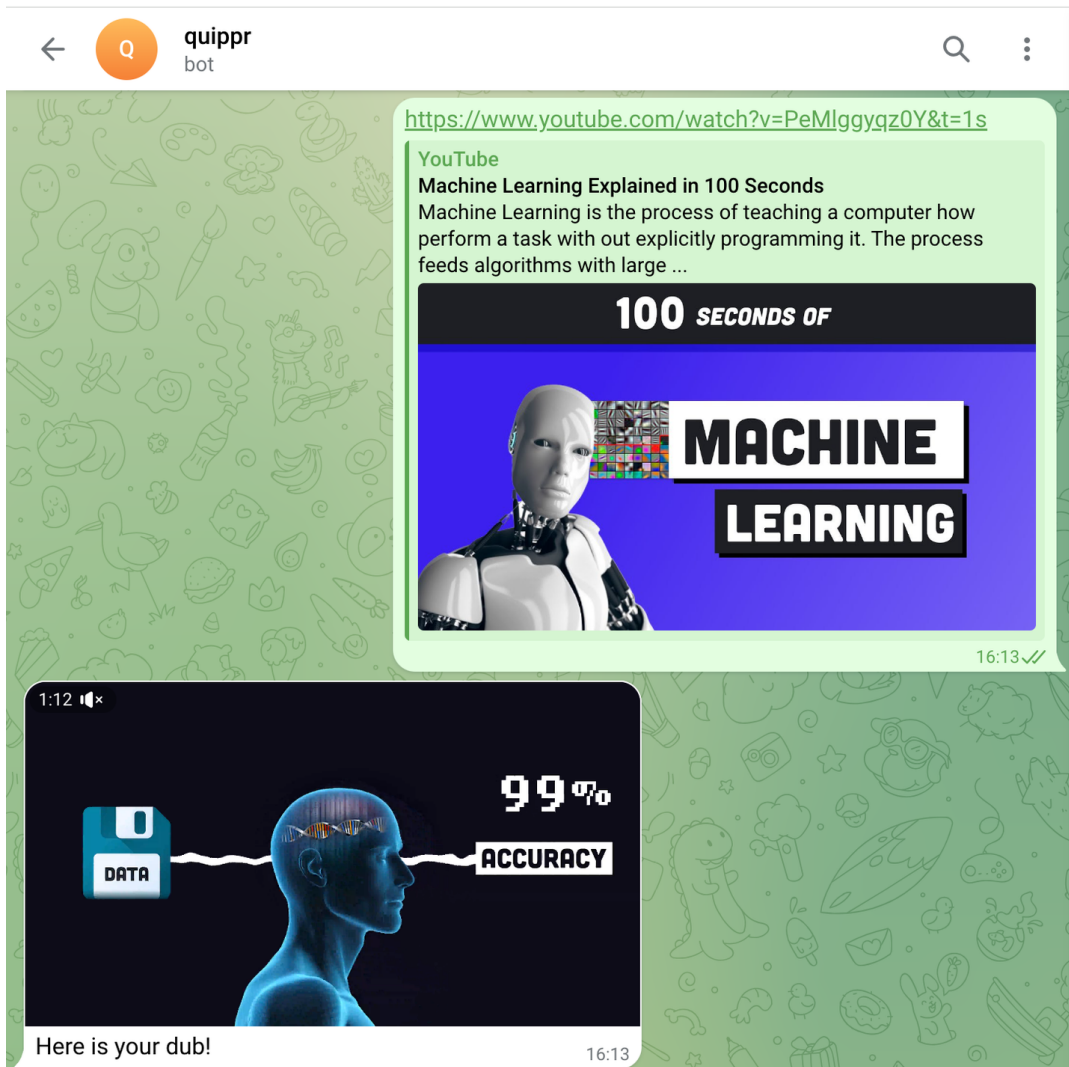 Q
quippr
bot
https://www.youtube.com/watch?v=PeMlggyqz0Y&t=1s
YouTube
Machine Learning Explained in 100 Seconds
Machine Learning is the process of teaching a computer how
perform a task with out explicitly programming it. The process
feeds algorithms with large ...
100 SECONDS OF
MACHINE
LEARNING
16:13
1:12
99%
DATA
ACCURACY
Here is your dub!
16:13